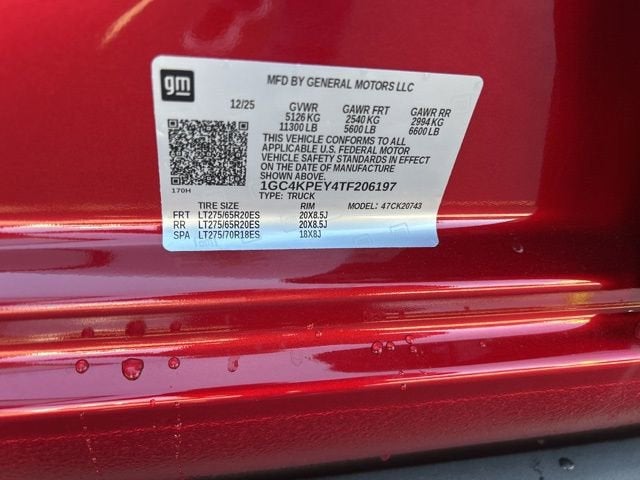 gm
MFD BY GENERAL MOTORS LLC
12/25 GVWR GAWR FRT GAWR RR
5126 KG 2540 KG 2994 KG
11300 LB 5600 LB 6600 LB
THIS VEHICLE CONFORMS TO ALL
APPLICABLE U.S. FEDERAL MOTOR
VEHICLE SAFETY STANDARDS IN EFFECT
ON THE DATE OF MANUFACTURE
SHOWN ABOVE.
170H
1GC4KPEY4TF206197
TYPE: TRUCK
TIRE SIZE RIM MODEL: 47CK20743
FRT LT275/65R20ES 20X8.5J
RR LT275/65R20ES 20X8.5J
SPA LT275/70R18ES 18X8J